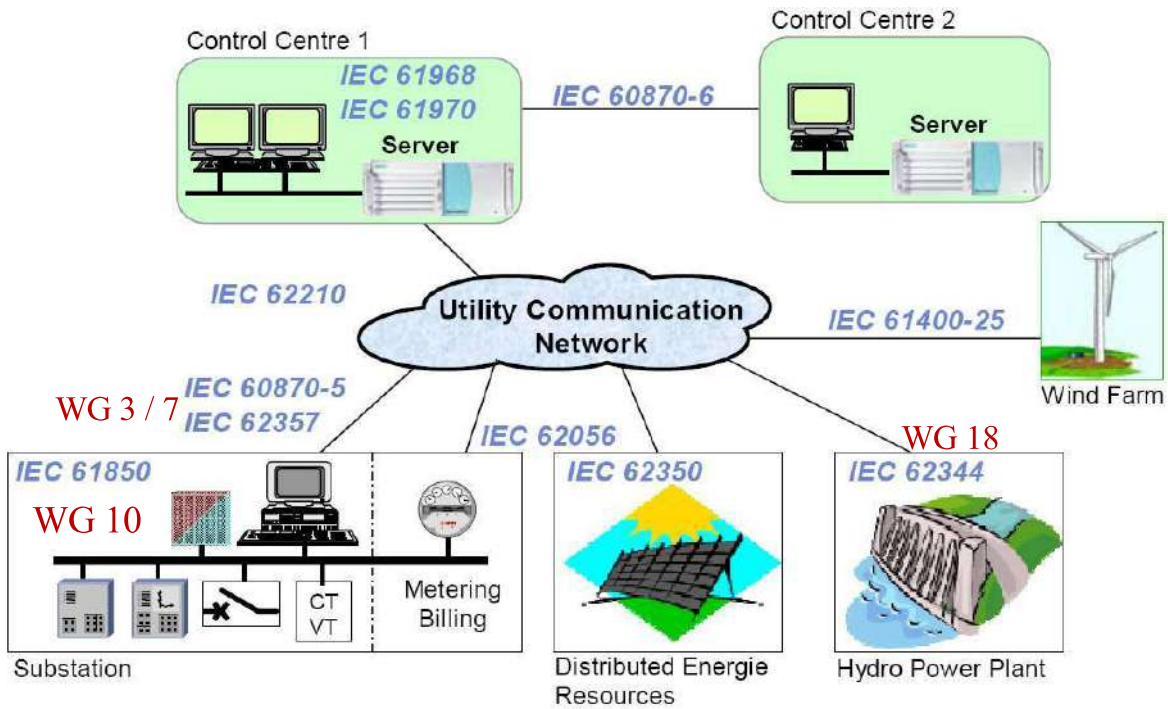 Control Centre 1
IEC 61968
IEC 61970
Server
IEC 60870-6
Control Centre 2
Server
IEC 62210
Utility Communication
Network
IEC 61400-25
Wind Farm
WG 3 / 7
IEC 60870-5
IEC 62357
IEC 62056
WG 18
IEC 61850
WG 10
CT
VT
Metering
Billing
Substation
IEC 62350
Distributed Energie
Resources
IEC 62344
Hydro Power Plant